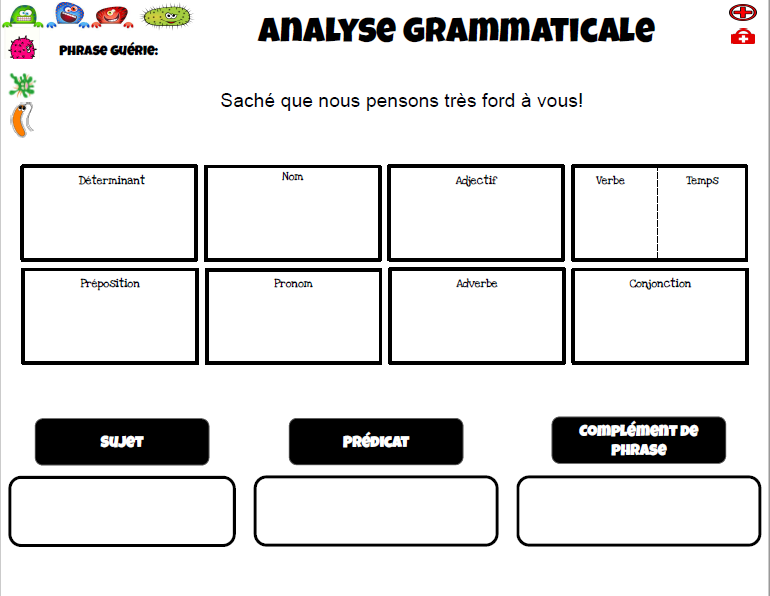 Analyse grammaticale
Phrase guérie:
Saché que nous pensons très ford à vous!
Déterminant
Nom
Adjectif
Verbe
Temps
Préposition
Pronom
Adverbe
Conjonction
Sujet
Prédicat
Complément de
phrase